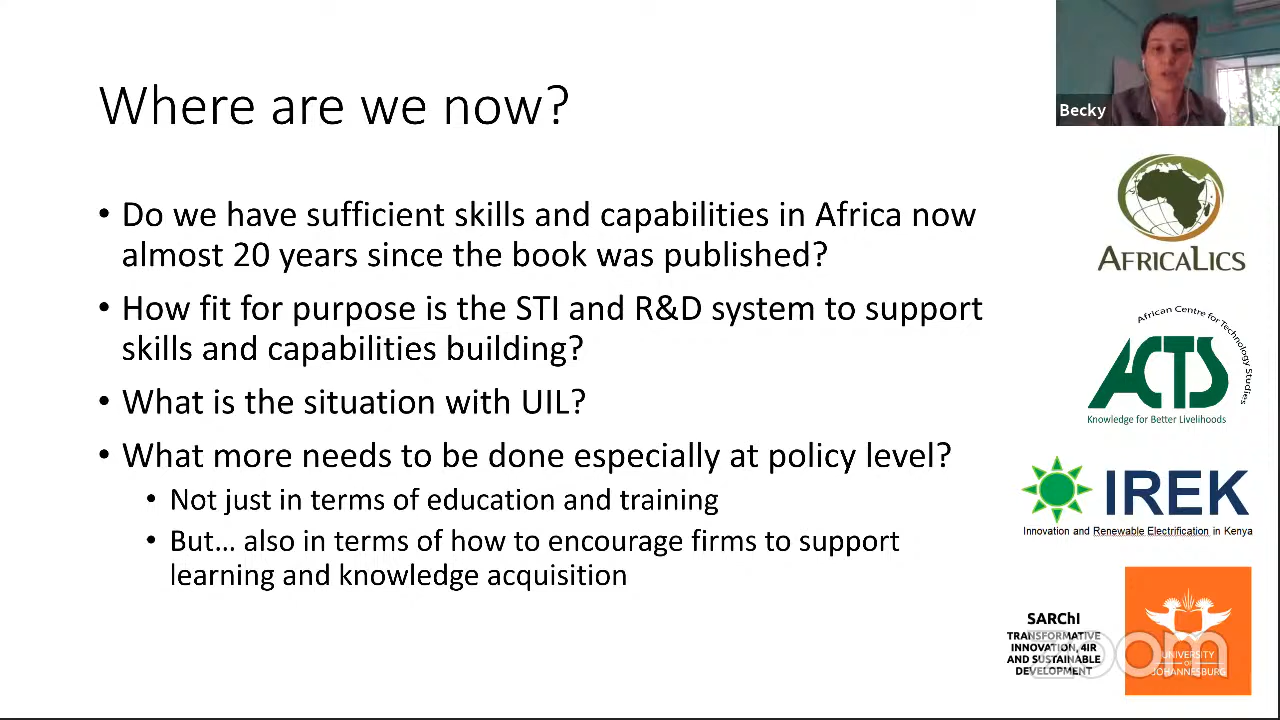 Where are we now?
• Do we have sufficient skills and capabilities in Africa now
almost 20 years since the book was published?
• How fit for purpose is the STI and R&D system to support
skills and capabilities building?
• What is the situation with UIL?
• What more needs to be done especially at policy level?
• Not just in terms of education and training
• But... also in terms of how to encourage firms to support
learning and knowledge acquisition
Becky
AFRICALICS
African Centre for Technology Studies
ACTS
Knowledge for Better Livelihoods
IREK
Innovation and Renewable Electrification in Kenya
SARChI
TRANSFORMATIVE
INNOVATION, 4IR
AND SUSTAINABLE
DEVELOPMENT
UNIVERSITY
OF
JOHANNESBURG
zoom